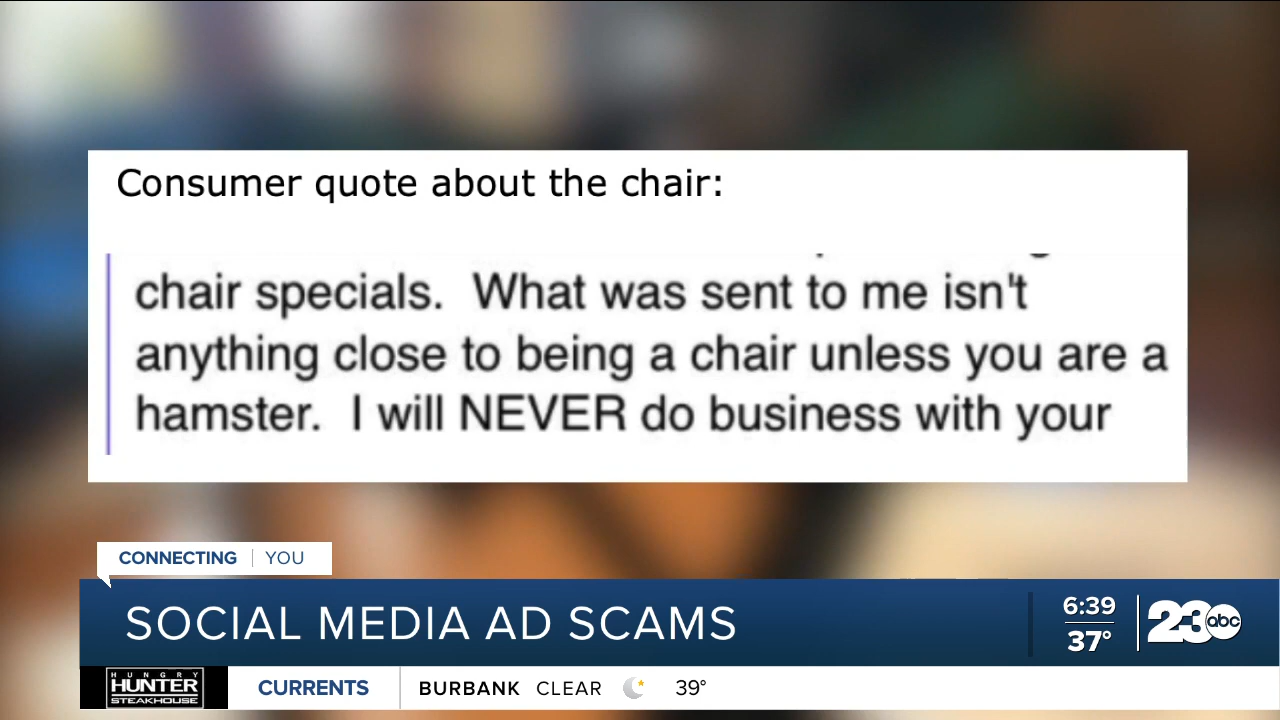 Consumer quote about the chair:
chair specials. What was sent to me isn't
anything close to being a chair unless you are a
hamster. I will NEVER do business with your
CONNECTING YOU
SOCIAL MEDIA AD SCAMS
6:39
37°
23 abc
HUNGRY
HUNTER
STEAKHOUSE
CURRENTS
BURBANK CLEAR 39°